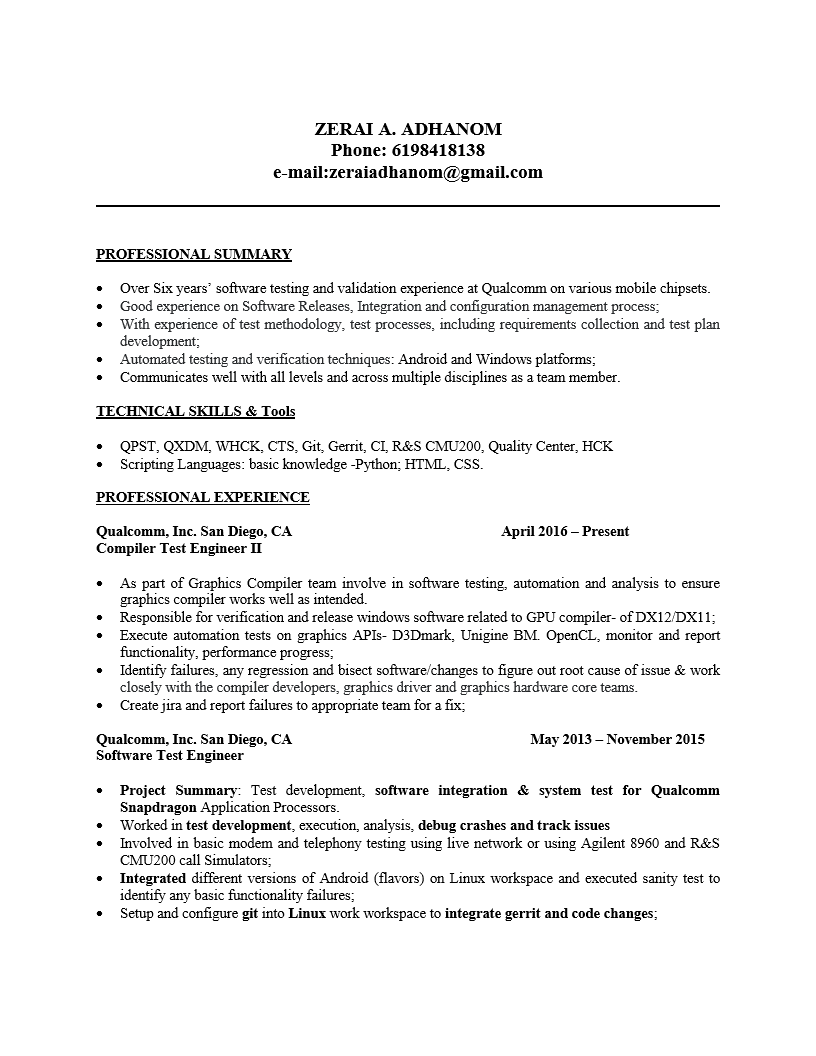 ZERAI A. ADHANOM
Phone: 6198418138
e-mail:zeraiadhanom@gmail.com
PROFESSIONAL SUMMARY
• Over Six years’ software testing and validation experience at Qualcomm on various mobile chipsets.
• Good experience on Software Releases, Integration and configuration management process;
• With experience of test methodology, test processes, including requirements collection and test plan
development;
• Automated testing and verification techniques: Android and Windows platforms;
• Communicates well with all levels and across multiple disciplines as a team member.
TECHNICAL SKILLS & Tools
• QPST, QXDM, WHCK, CTS, Git, Gerrit, CI, R&S CMU200, Quality Center, HCK
• Scripting Languages: basic knowledge -Python; HTML, CSS.
PROFESSIONAL EXPERIENCE
Qualcomm, Inc. San Diego, CA April 2016 – Present
Compiler Test Engineer II
• As part of Graphics Compiler team involve in software testing, automation and analysis to ensure
graphics compiler works well as intended.
• Responsible for verification and release windows software related to GPU compiler- of DX12/DX11;
• Execute automation tests on graphics APIs- D3Dmark, Unigine BM. OpenCL, monitor and report
functionality, performance progress;
• Identify failures, any regression and bisect software/changes to figure out root cause of issue & work
closely with the compiler developers, graphics driver and graphics hardware core teams.
• Create jira and report failures to appropriate team for a fix;
Qualcomm, Inc. San Diego, CA May 2013 – November 2015
Software Test Engineer
• Project Summary: Test development, software integration & system test for Qualcomm
Snapdragon Application Processors.
• Worked in test development, execution, analysis, debug crashes and track issues
• Involved in basic modem and telephony testing using live network or using Agilent 8960 and R&S
CMU200 call Simulators;
• Integrated different versions of Android (flavors) on Linux workspace and executed sanity test to
identify any basic functionality failures;
• Setup and configure git into Linux work workspace to integrate gerrit and code changes;